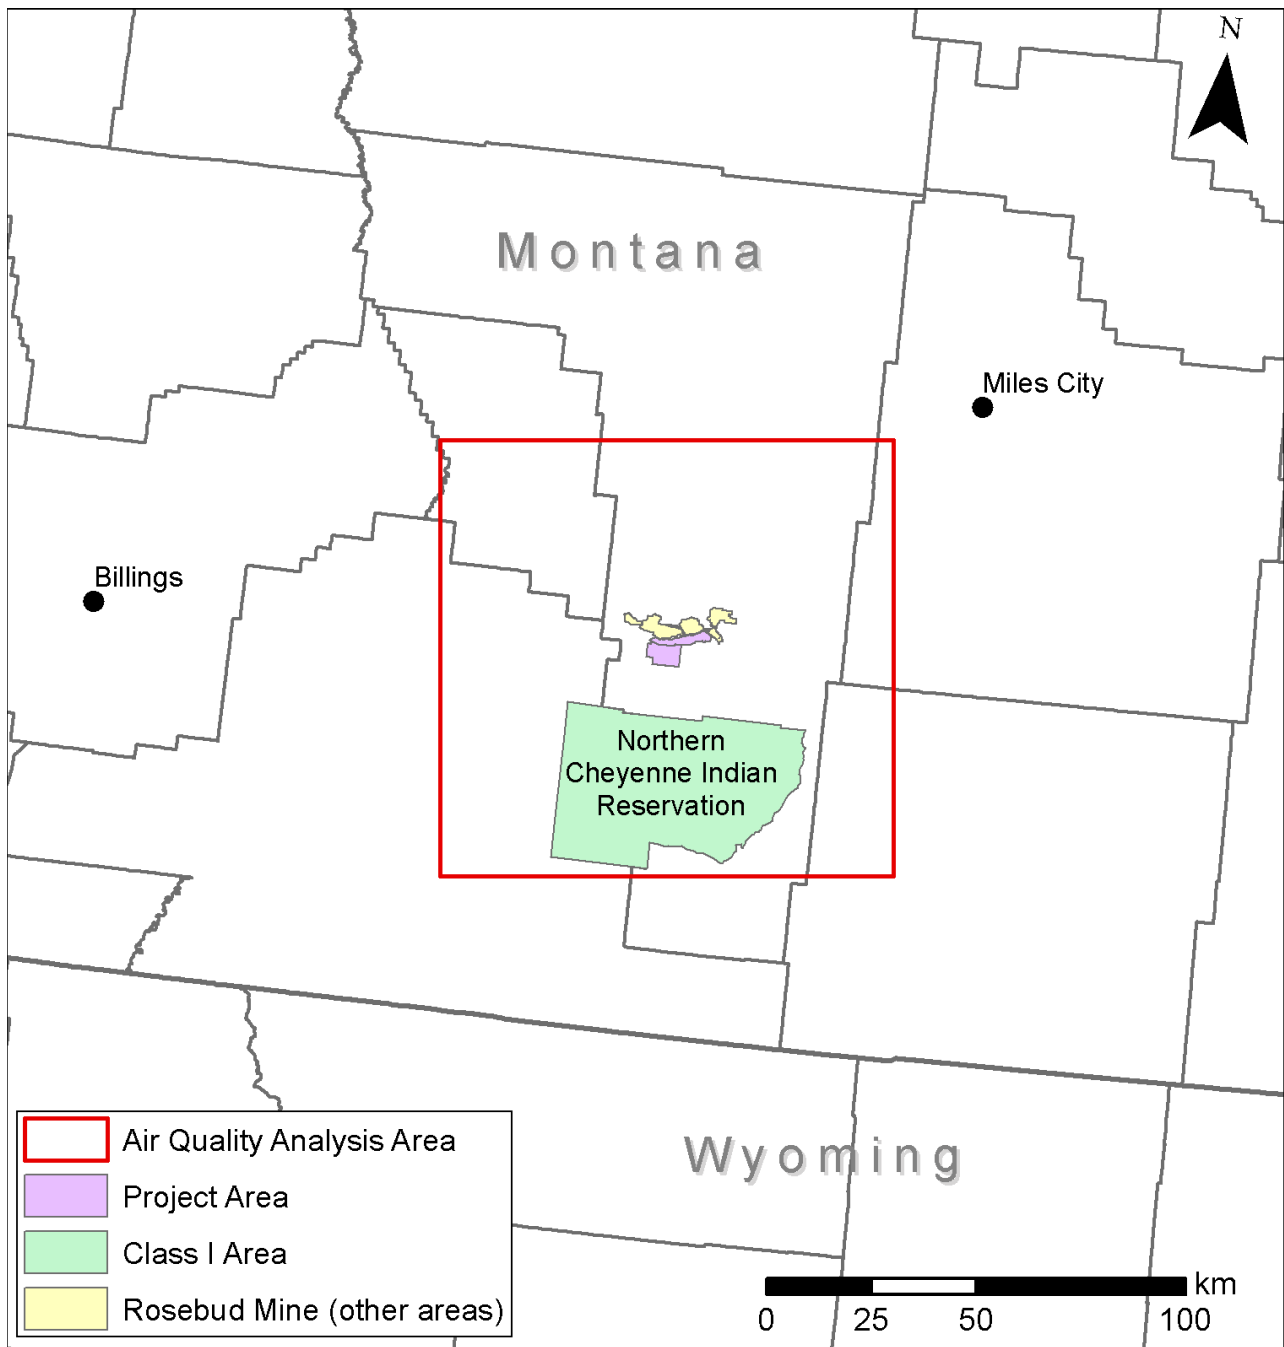 N
Montana
Miles City
Billings
Northern
Cheyenne Indian
Reservation
Wyoming
Air Quality Analysis Area
Project Area
Class I Area
Rosebud Mine (other areas)
km
0 25 50 100